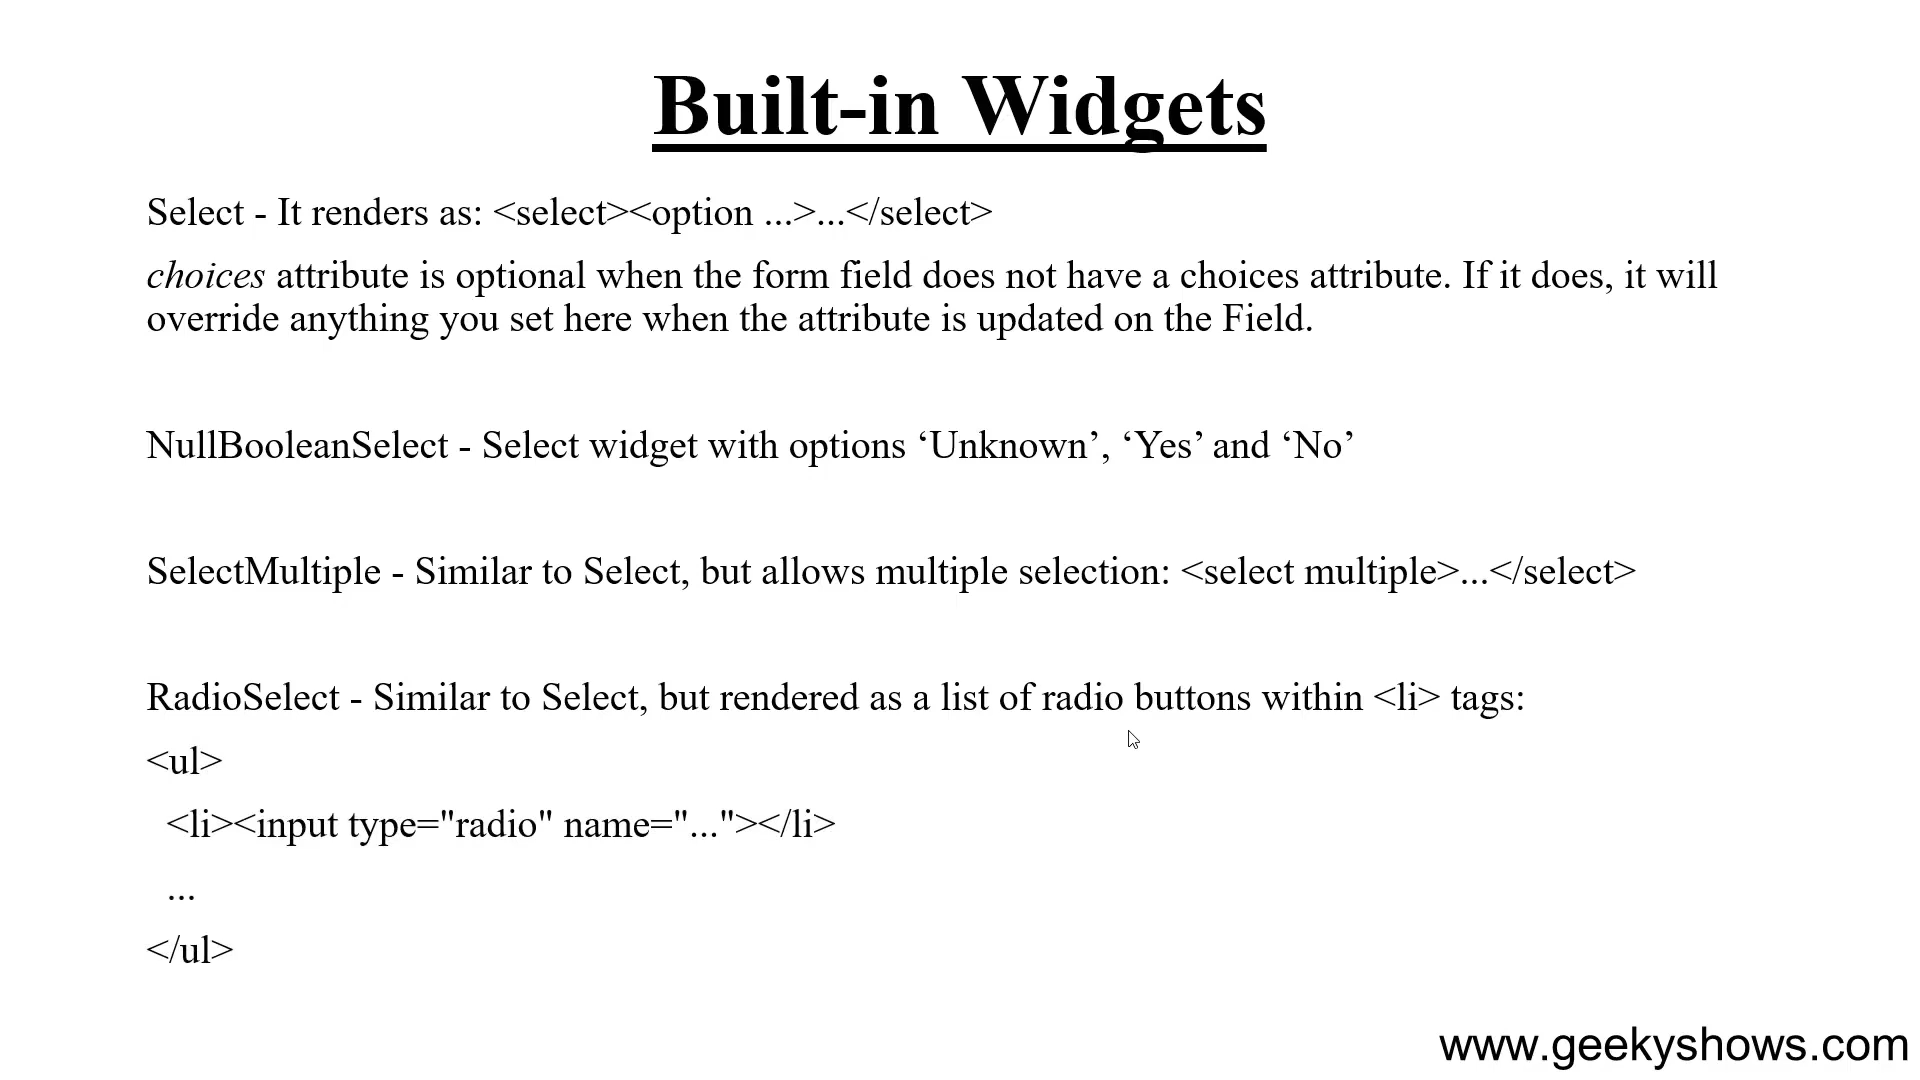 Built-in Widgets
Select - It renders as: <select><option ...>...</select>
choices attribute is optional when the form field does not have a choices attribute. If it does, it will
override anything you set here when the attribute is updated on the Field.
NullBooleanSelect - Select widget with options ‘Unknown’, ‘Yes’ and ‘No’
SelectMultiple - Similar to Select, but allows multiple selection: <select multiple>...</select>
RadioSelect - Similar to Select, but rendered as a list of radio buttons within <li> tags:
<ul>
<li><input type="radio" name="..."></li>
...
</ul>
www.geekyshows.com